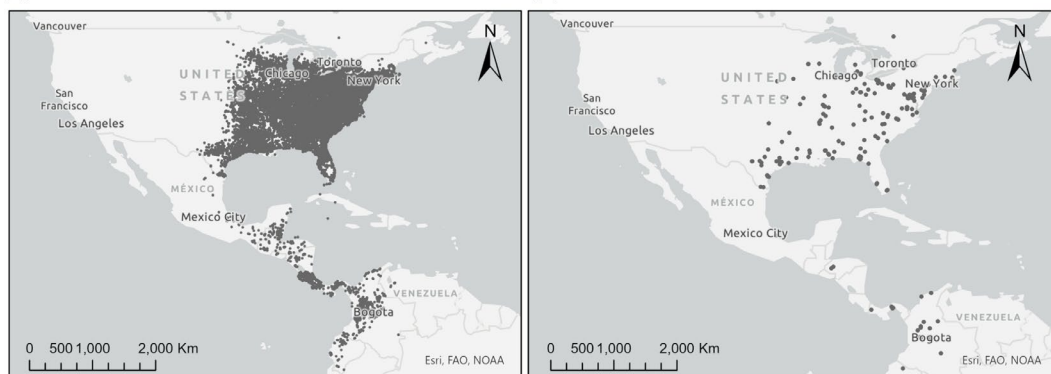 Vancouver
N
Toronto
UNITED
Chicago
New York
STATES
San
Francisco
Los Angeles
MÉXICO
Mexico City
VENEZUELA
Bogota
0 500 1,000 2,000 Km
Esri, FAO, NOAA
Vancouver
N
Toronto
UNITED
Chicago
New York
STATES
San
Francisco
Los Angeles
MÉXICO
Mexico City
VENEZUELA
Bogota
0 500 1,000 2,000 Km
Esri, FAO, NOAA